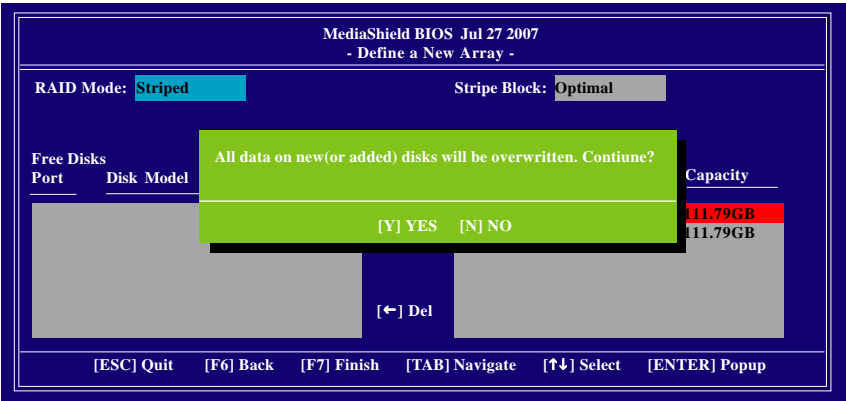 MediaShield BIOS Jul 27 2007
- Define a New Array -
RAID Mode: Striped Stripe Block: Optimal
Free Disks
Port Disk Model Capacity
All data on new(or added) disks will be overwritten. Contiune?
[Y] YES [N] NO
111.79GB
111.79GB
[←] Del
[ESC] Quit [F6] Back [F7] Finish [TAB] Navigate [↑↓] Select [ENTER] Popup